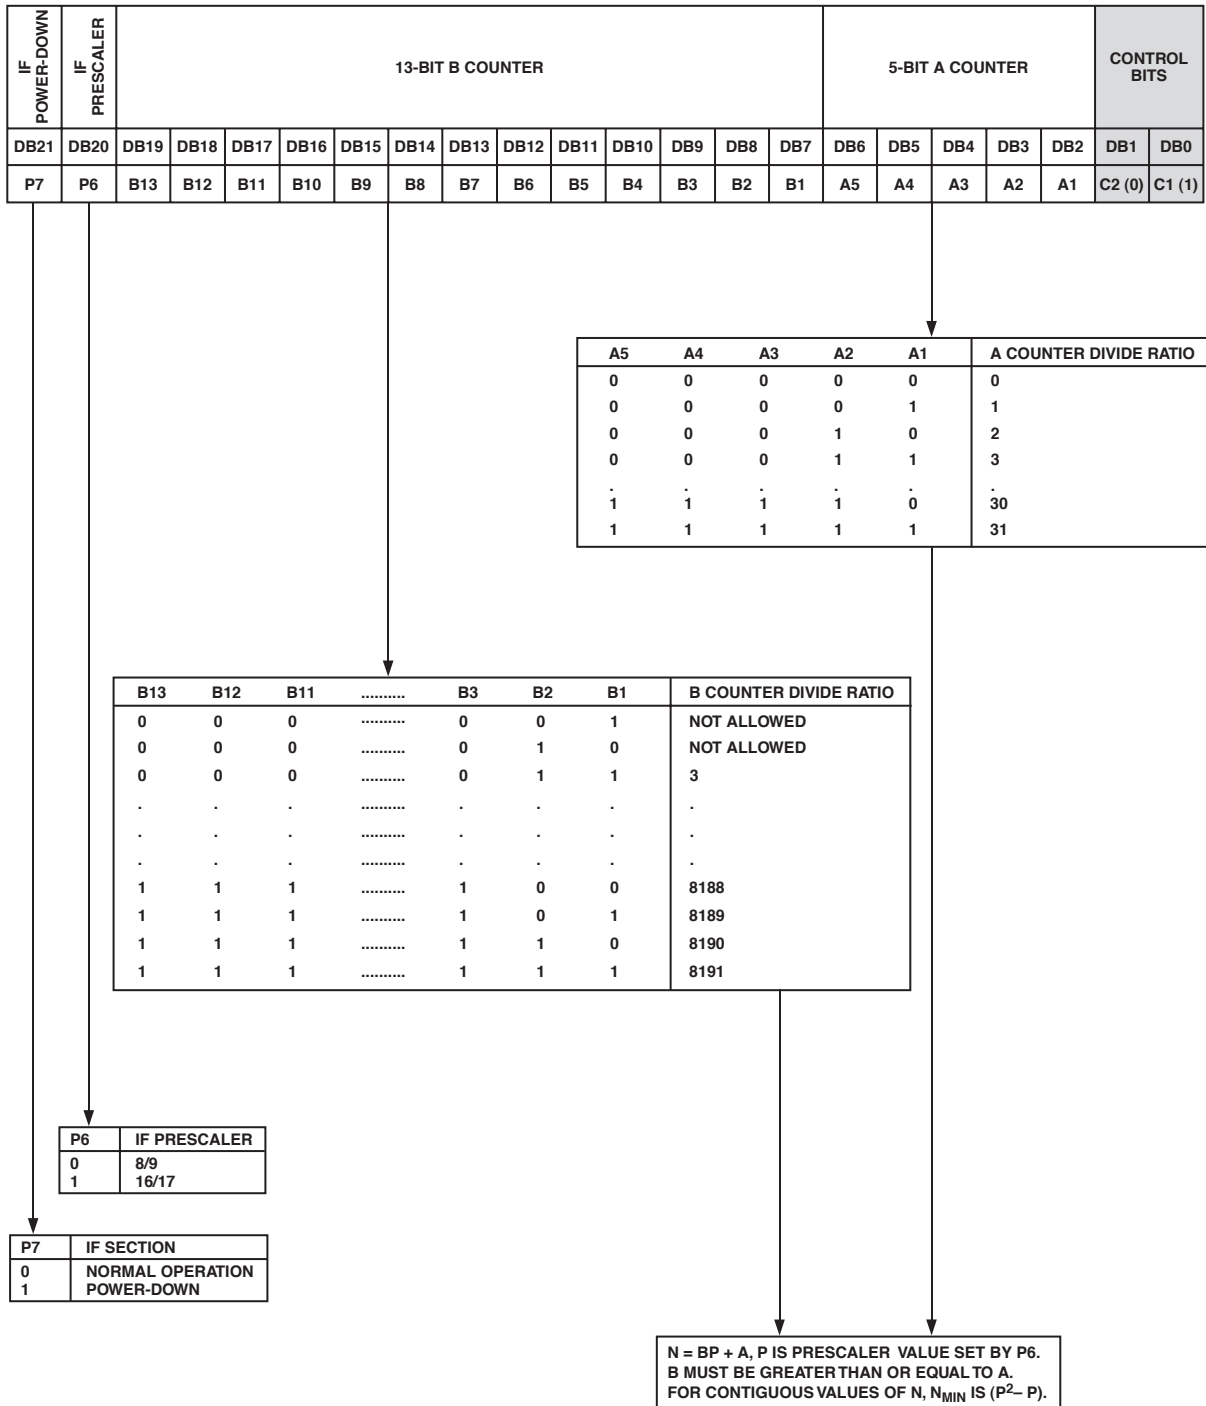 IF POWER-DOWN
IF PRESCALER
13-BIT B COUNTER
5-BIT A COUNTER
CONTROL BITS
DB21 DB20 DB19 DB18 DB17 DB16 DB15 DB14 DB13 DB12 DB11 DB10 DB9 DB8 DB7 DB6 DB5 DB4 DB3 DB2 DB1 DB0
P7 P6 B13 B12 B11 B10 B9 B8 B7 B6 B5 B4 B3 B2 B1 A5 A4 A3 A2 A1 C2 (0) C1 (1)
A5 A4 A3 A2 A1 A COUNTER DIVIDE RATIO
0 0 0 0 0 0
0 0 0 0 1 1
0 0 0 1 0 2
0 0 0 1 1 3
. . . . . .
1 1 1 1 0 30
1 1 1 1 1 31
B13 B12 B11 .......... B3 B2 B1 B COUNTER DIVIDE RATIO
0 0 0 .......... 0 0 1 NOT ALLOWED
0 0 0 .......... 0 1 0 NOT ALLOWED
0 0 0 .......... 0 1 1 3
. . . .......... . . . .
. . . .......... . . . .
. . . .......... . . . .
1 1 1 .......... 1 0 0 8188
1 1 1 .......... 1 0 1 8189
1 1 1 .......... 1 1 0 8190
1 1 1 .......... 1 1 1 8191
P6 IF PRESCALER
0 8/9
1 16/17
P7 IF SECTION
0 NORMAL OPERATION
1 POWER-DOWN
N = BP + A, P IS PRESCALER VALUE SET BY P6.
B MUST BE GREATER THAN OR EQUAL TO A.
FOR CONTIGUOUS VALUES OF N, N_MIN IS (P²– P).